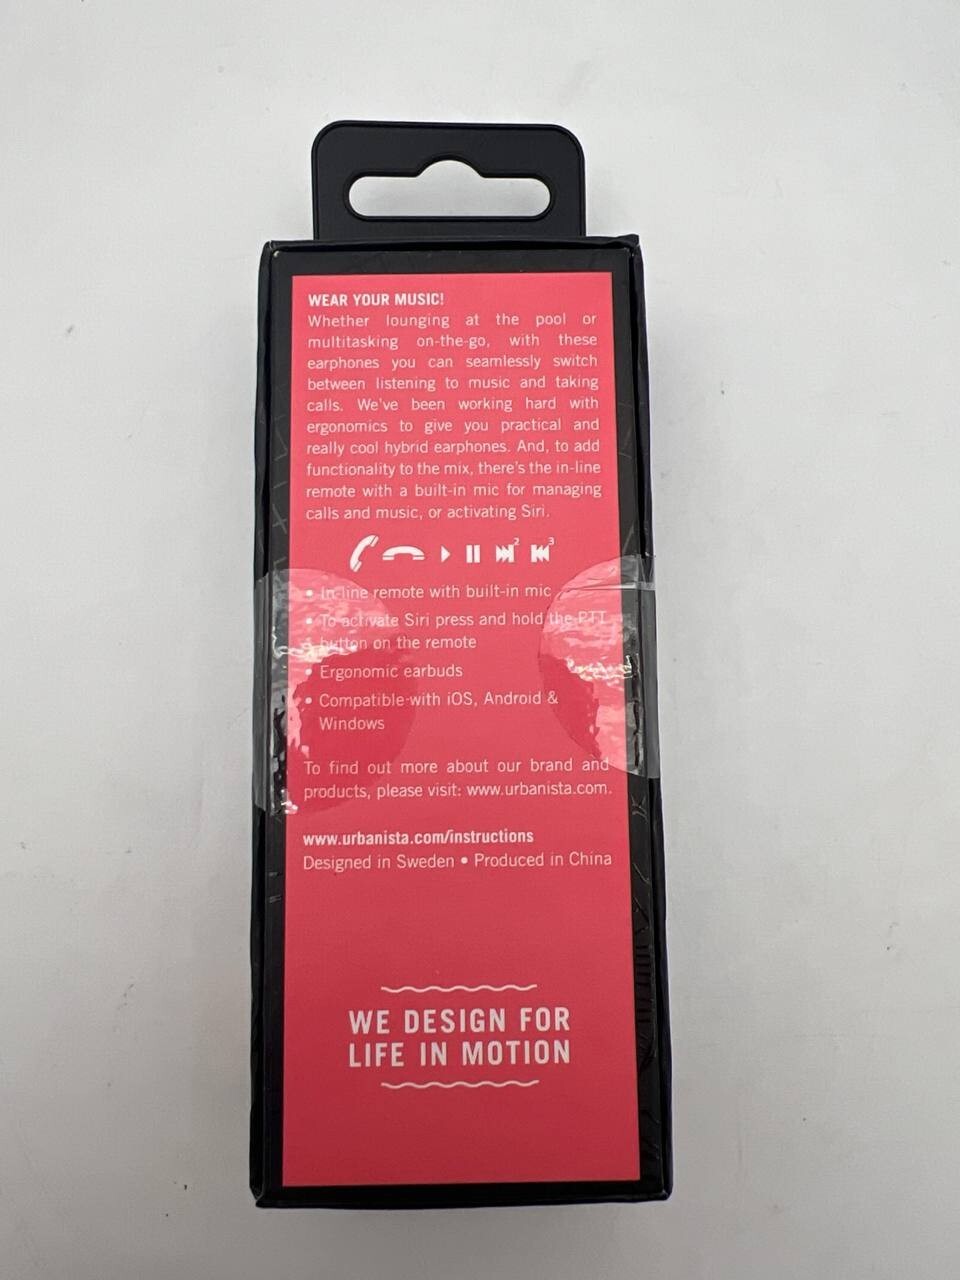 WEAR YOUR MUSIC!
Whether lounging at the pool or
multitasking on-the-go, with these
earphones you can seamlessly switch
between listening to music and taking
calls. We've been working hard with
ergonomics to give you practical and
really cool hybrid earphones. And, to add
functionality to the mix, there's the in-line
remote with a built-in mic for managing
calls and music, or activating Siri.
2 3
• In-line remote with built-in mic
• To activate Siri press and hold the PTT
button on the remote
• Ergonomic earbuds
• Compatible with iOS, Android &
Windows
To find out more about our brand and
products, please visit: www.urbanista.com.
www.urbanista.com/instructions
Designed in Sweden • Produced in China
WE DESIGN FOR
LIFE IN MOTION